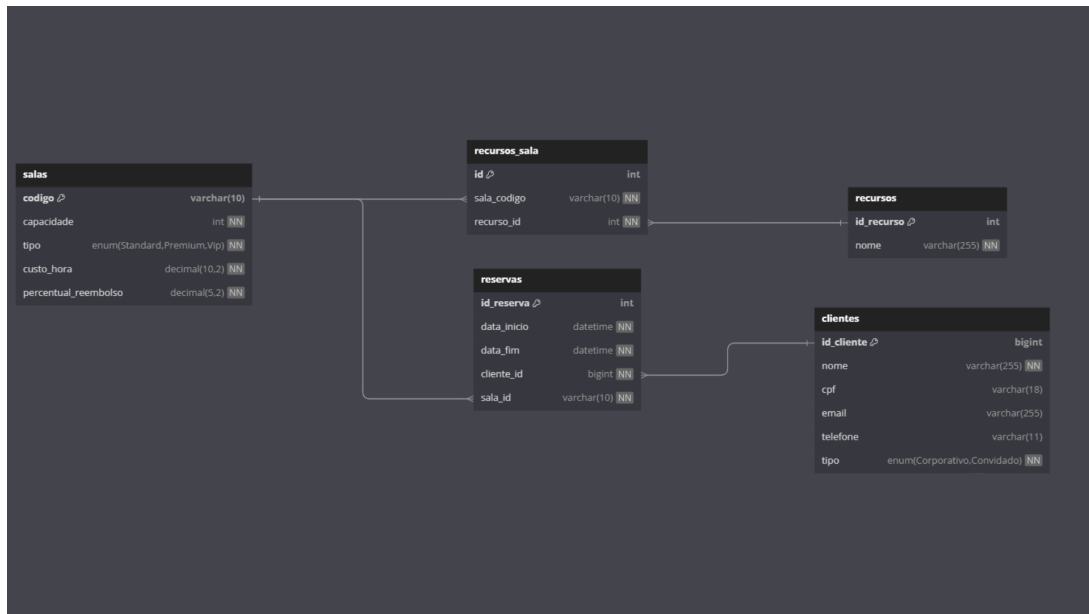 salas
codigo varchar(10)
capacidade int NN
tipo enum(Standard,Premium,Vip) NN
custo_hora decimal(10,2) NN
percentual_reembolso decimal(5,2) NN
recursos_sala
id int
sala_codigo varchar(10) NN
recurso_id int NN
reservas
id_reserva int
data_inicio datetime NN
data_fim datetime NN
cliente_id bigint NN
sala_id varchar(10) NN
recursos
id_recurso int
nome varchar(255) NN
clientes
id_cliente bigint
nome varchar(255) NN
cpf varchar(18)
email varchar(255)
telefone varchar(11)
tipo enum(Corporativo,Convidado) NN